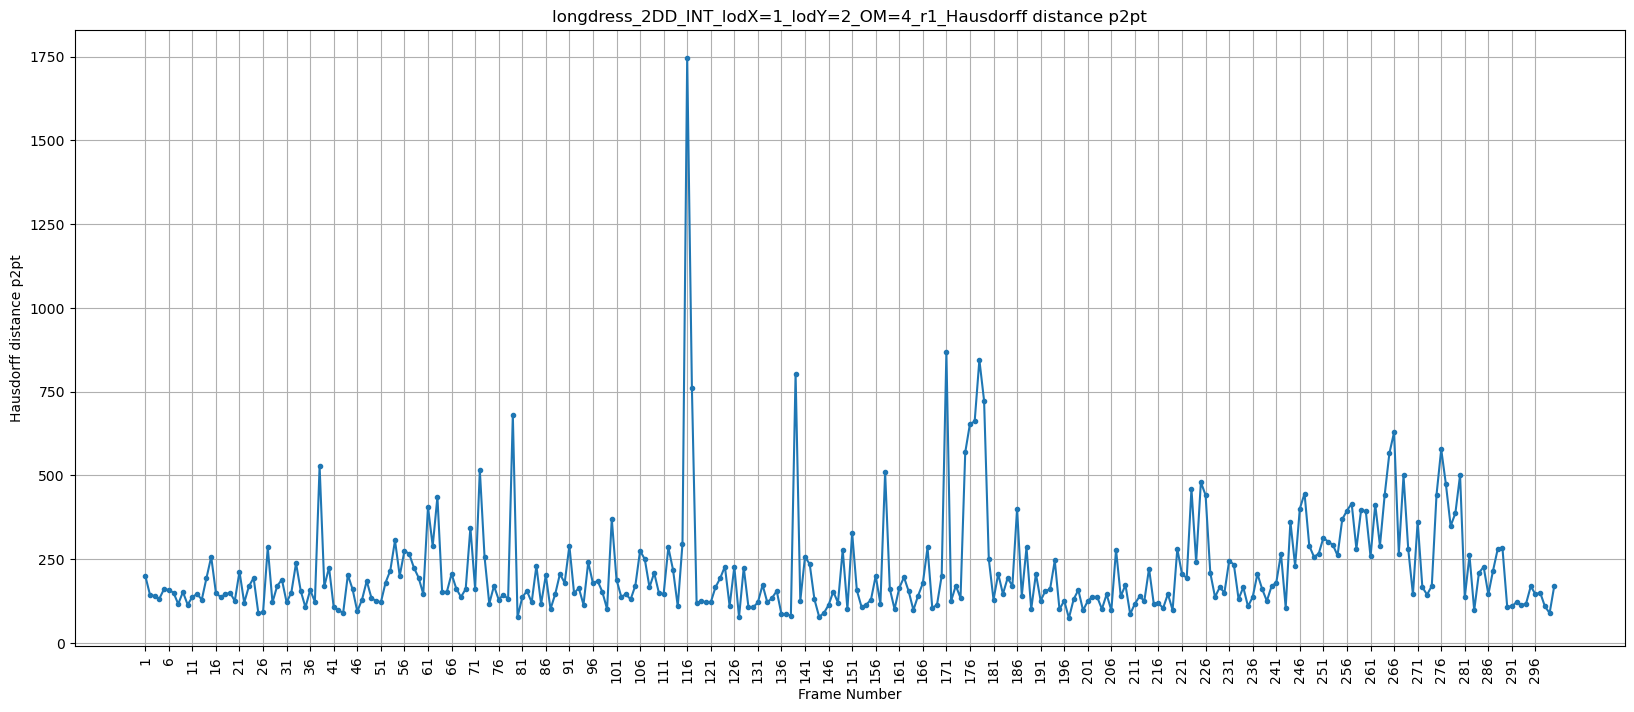 longdress_2DD_INT_lodX=1_lodY=2_OM=4_r1_Hausdorff distance p2pt
Hausdorff distance p2pt
1750
1500
1250
1000
750
500
250
0
1 6 11 16 21 26 31 36 41 46 51 56 61 66 71 76 81 86 91 96 101 106 111 116 121 126 131 136 141 146 151 156 161 166 171 176 181 186 191 196 201 206 211 216 221 226 231 236 241 246 251 256 261 266 271 276 281 286 291 296
Frame Number